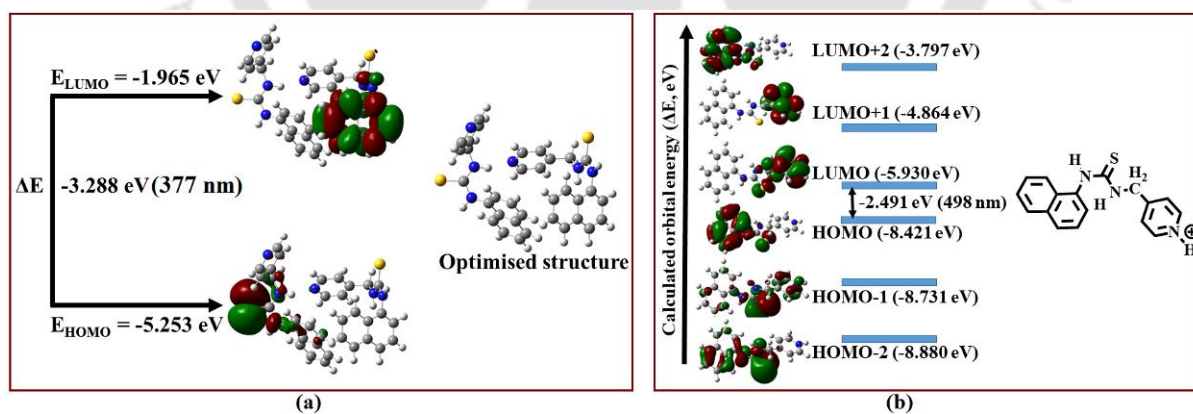 E_LUMO = -1.965 eV
ΔE
-3.288 eV (377 nm)
E_HOMO = -5.253 eV
Optimised structure
(a)
Calculated orbital energy (ΔE, eV)
LUMO+2 (-3.797 eV)
LUMO+1 (-4.864 eV)
LUMO (-5.930 eV)
-2.491 eV (498 nm)
HOMO (-8.421 eV)
HOMO-1 (-8.731 eV)
HOMO-2 (-8.880 eV)
H
S
H₂
N
C
N
H
N
H
⊕
(b)